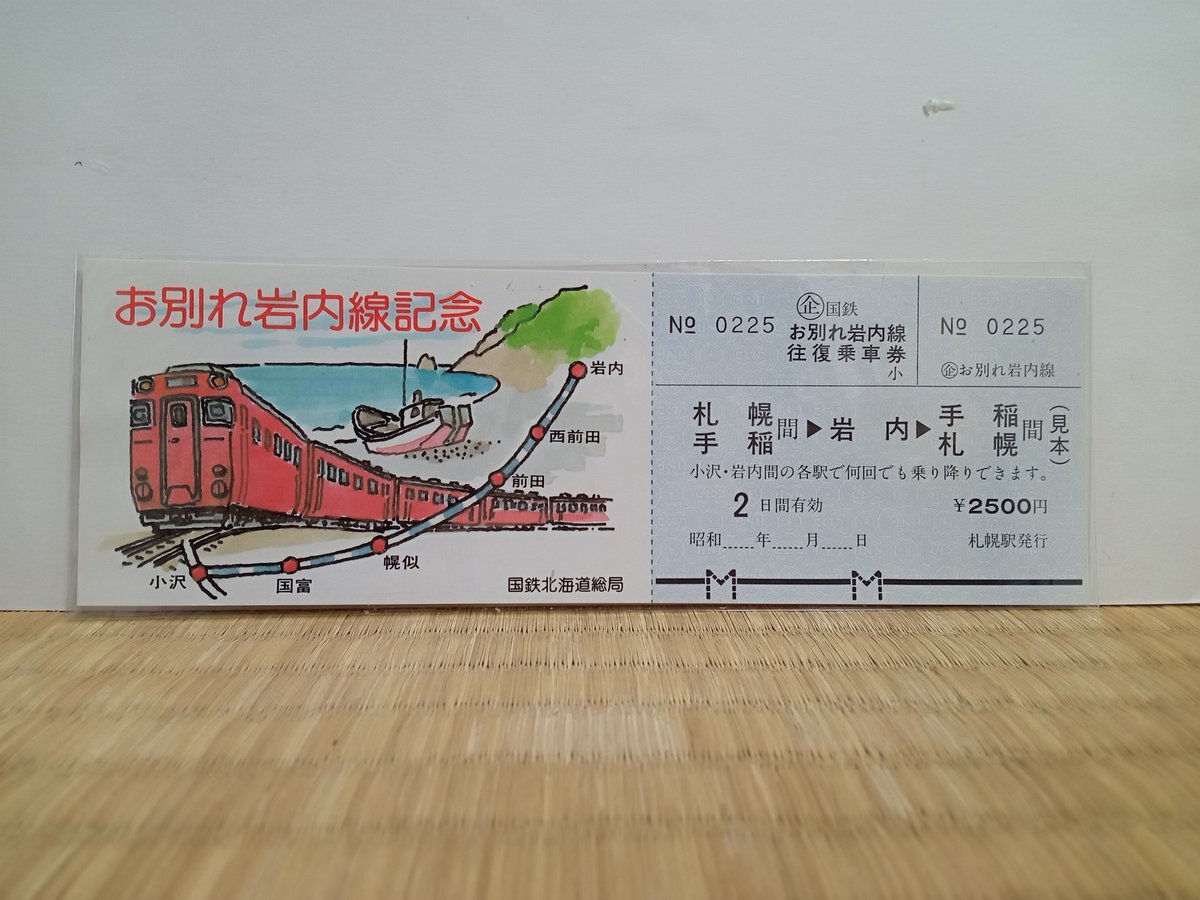 お別れ岩内線記念
岩内
西前田
前田
幌似
国富
小沢
国鉄北海道総局
№ 0225
㊭国鉄
お別れ岩内線
往復乗車券
小
№ 0225
㊭お別れ岩内線
札幌
手稲間▶岩内▶手稲
札幌間(見本)
小沢・岩内間の各駅で何回でも乗り降りできます。
2日間有効
¥2500円
昭和.....年.....月.....日
札幌駅発行